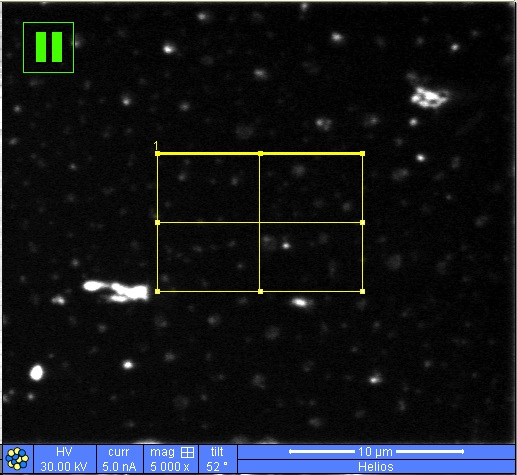 1
HV
curr
mag
tilt
10 µm
30.00 kV
5.0 nA
5 000 x
52 °
Helios